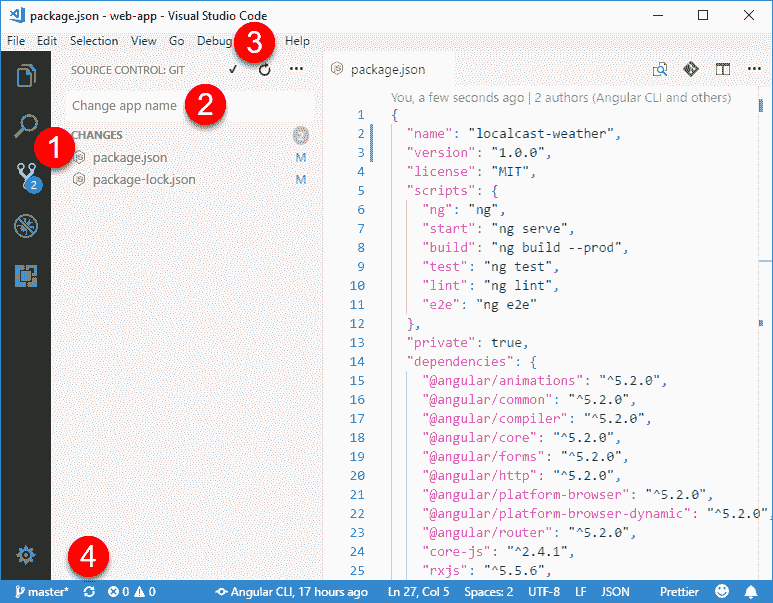 package.json - web-app - Visual Studio Code
File Edit Selection View Go Debug Help
3
SOURCE CONTROL: GIT
Change app name
2
CHANGES
2
1
package.json M
package-lock.json M
2
4
package.json
You, a few seconds ago | 2 authors (Angular CLI and others)
1 {
2 "name": "localcast-weather",
3 "version": "1.0.0",
4 "license": "MIT",
5 "scripts": {
6 "ng": "ng",
7 "start": "ng serve",
8 "build": "ng build --prod",
9 "test": "ng test",
10 "lint": "ng lint",
11 "e2e": "ng e2e"
12 },
13 "private": true,
14 "dependencies": {
15 "@angular/animations": "^5.2.0",
16 "@angular/common": "^5.2.0",
17 "@angular/compiler": "^5.2.0",
18 "@angular/core": "^5.2.0",
19 "@angular/forms": "^5.2.0",
20 "@angular/http": "^5.2.0",
21 "@angular/platform-browser": "^5.2.0",
22 "@angular/platform-browser-dynamic": "^5.2.0",
23 "@angular/router": "^5.2.0",
24 "core-js": "^2.4.1",
25 "rxjs": "^5.5.6",
master* 0 0 Angular CLI, 17 hours ago Ln 27, Col 5 Spaces: 2 UTF-8 LF JSON Prettier